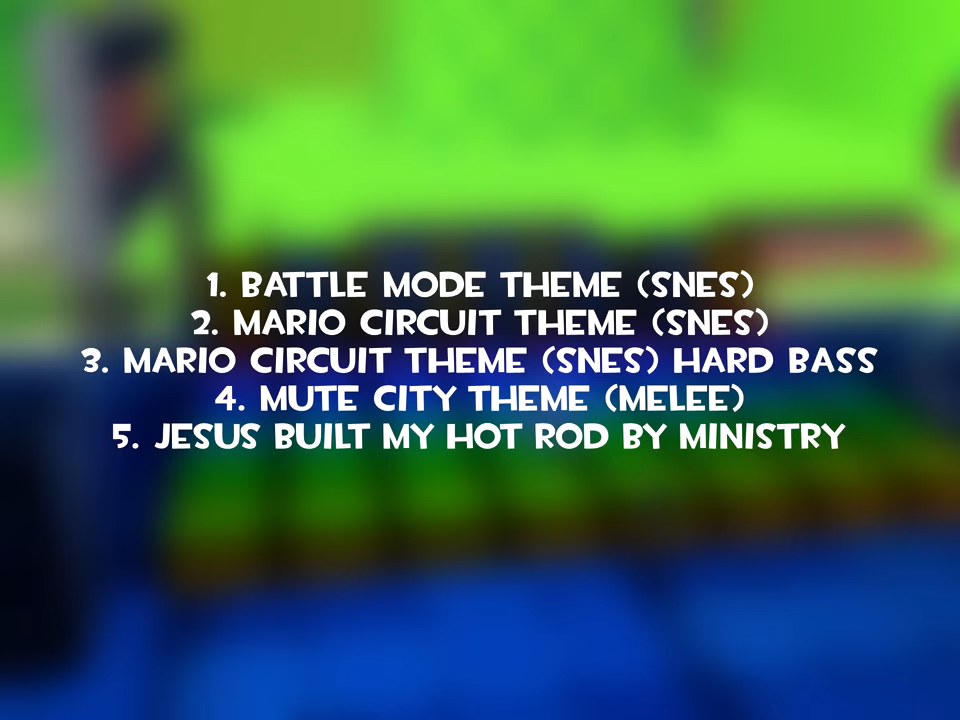 1. BATTLE MODE THEME (SNES)
2. MARIO CIRCUIT THEME (SNES)
3. MARIO CIRCUIT THEME (SNES) HARD BASS
4. MUTE CITY THEME (MELEE)
5. JESUS BUILT MY HOT ROD BY MINISTRY